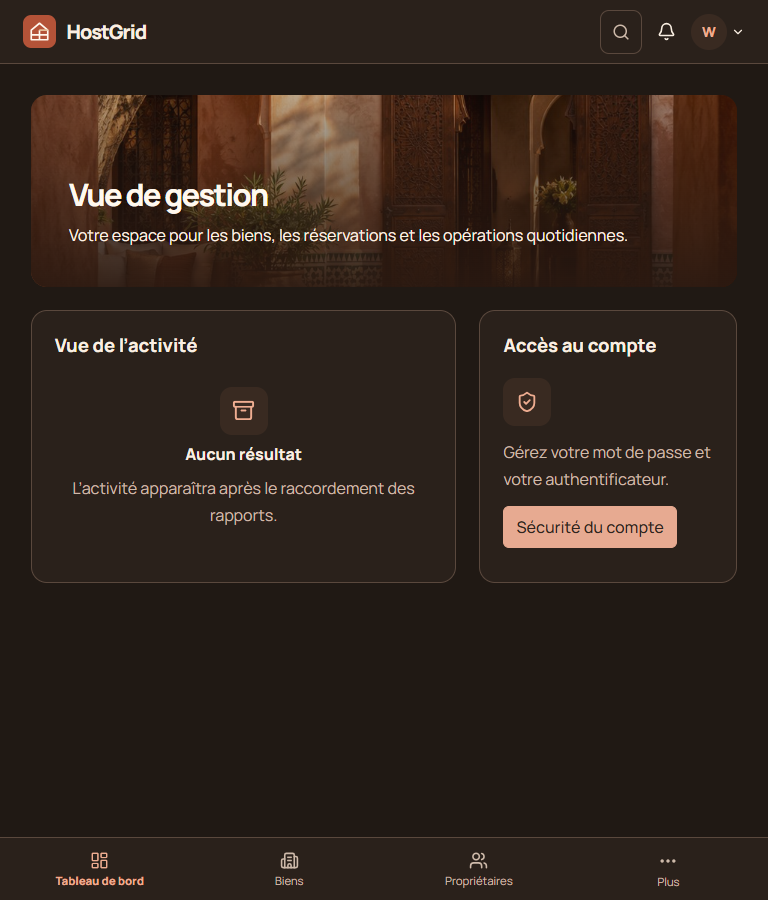 HostGrid
W
Vue de gestion
Votre espace pour les biens, les réservations et les opérations quotidiennes.
Vue de l’activité
Aucun résultat
L’activité apparaîtra après le raccordement des
rapports.
Accès au compte
Gérez votre mot de passe et
votre authentificateur.
Sécurité du compte
Tableau de bord
Biens
Propriétaires
Plus